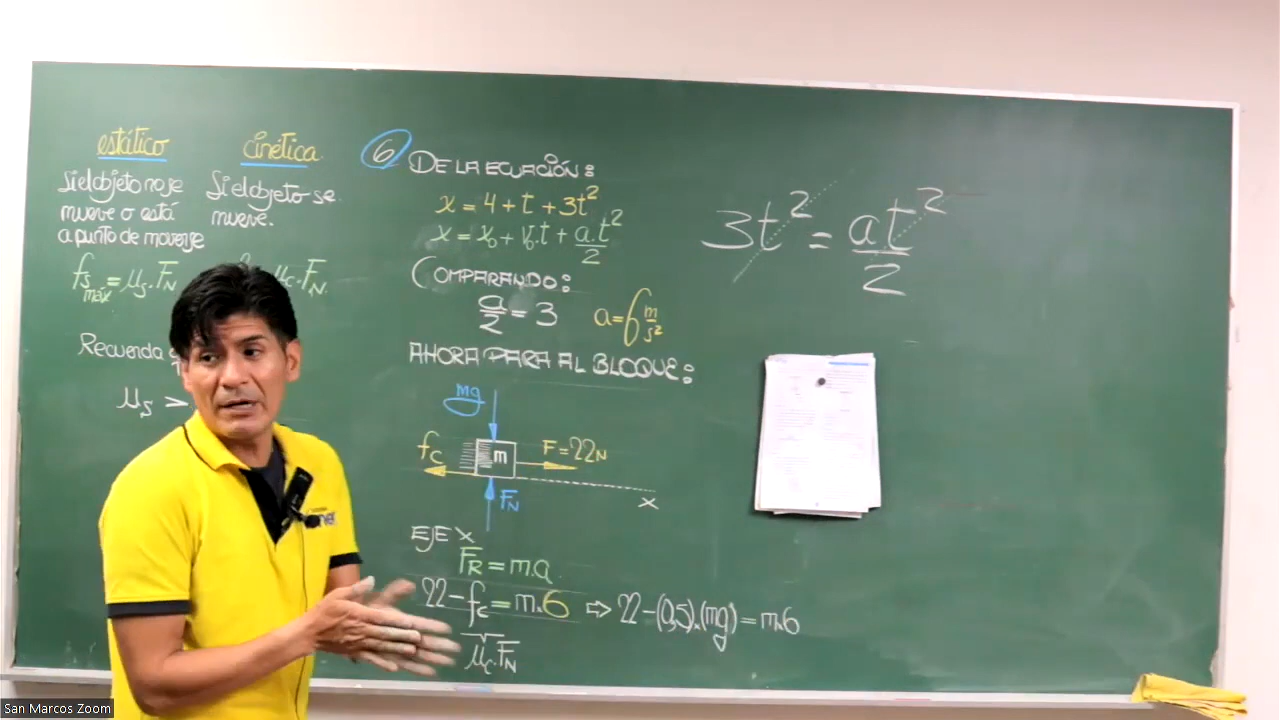 estático
Si el objeto no se
mueve o está
a punto de moverse
fs máx = μs.FN
cinética
Si el objeto se
mueve.
μc.FN
Recuerda
μs >
6 DE LA ECUACIÓN:
x = 4 + t + 3t²
x = x₀ + v₀.t + a.t²/2
COMPARANDO:
a/2 = 3 a = 6 m/s²
AHORA PARA AL BLOQUE:
mg
fc m F = 22N
FN x
EJE X
FR = m.a
22 - fc = m.6 ⇨ 22 - (0,5).(mg) = m.6
μc.FN
3t² = at²/2
San Marcos Zoom